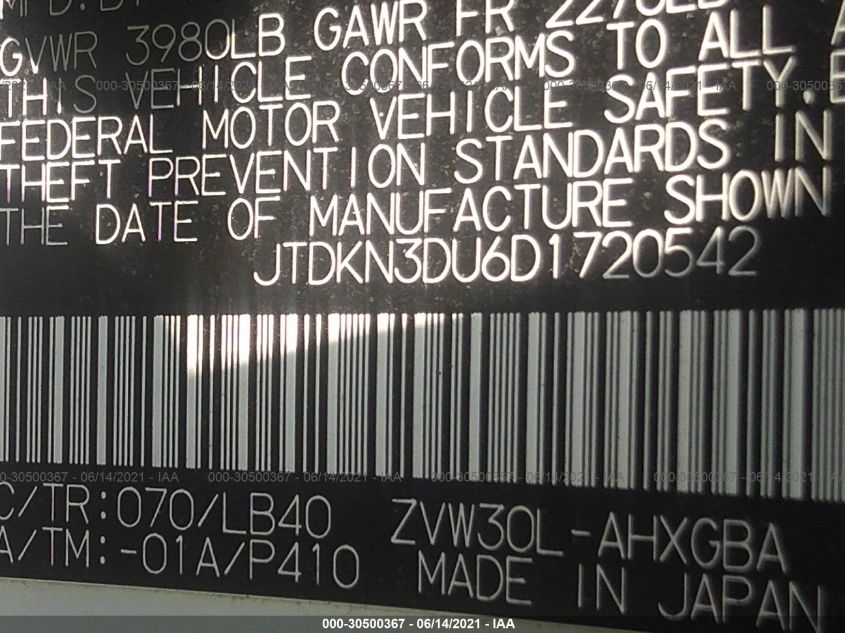 GVWR 3980LB GAWR FR 2270LB
THIS VEHICLE CONFORMS TO ALL A
FEDERAL MOTOR VEHICLE SAFETY.B
THEFT PREVENTION STANDARDS IN
THE DATE OF MANUFACTURE SHOWN
JTDKN3DU6D1720542
C/TR:070/LB40 ZVW30L-AHXGBA
A/TM:-01A/P410 MADE IN JAPAN
000-30500367 - 06/14/2021 - IAA